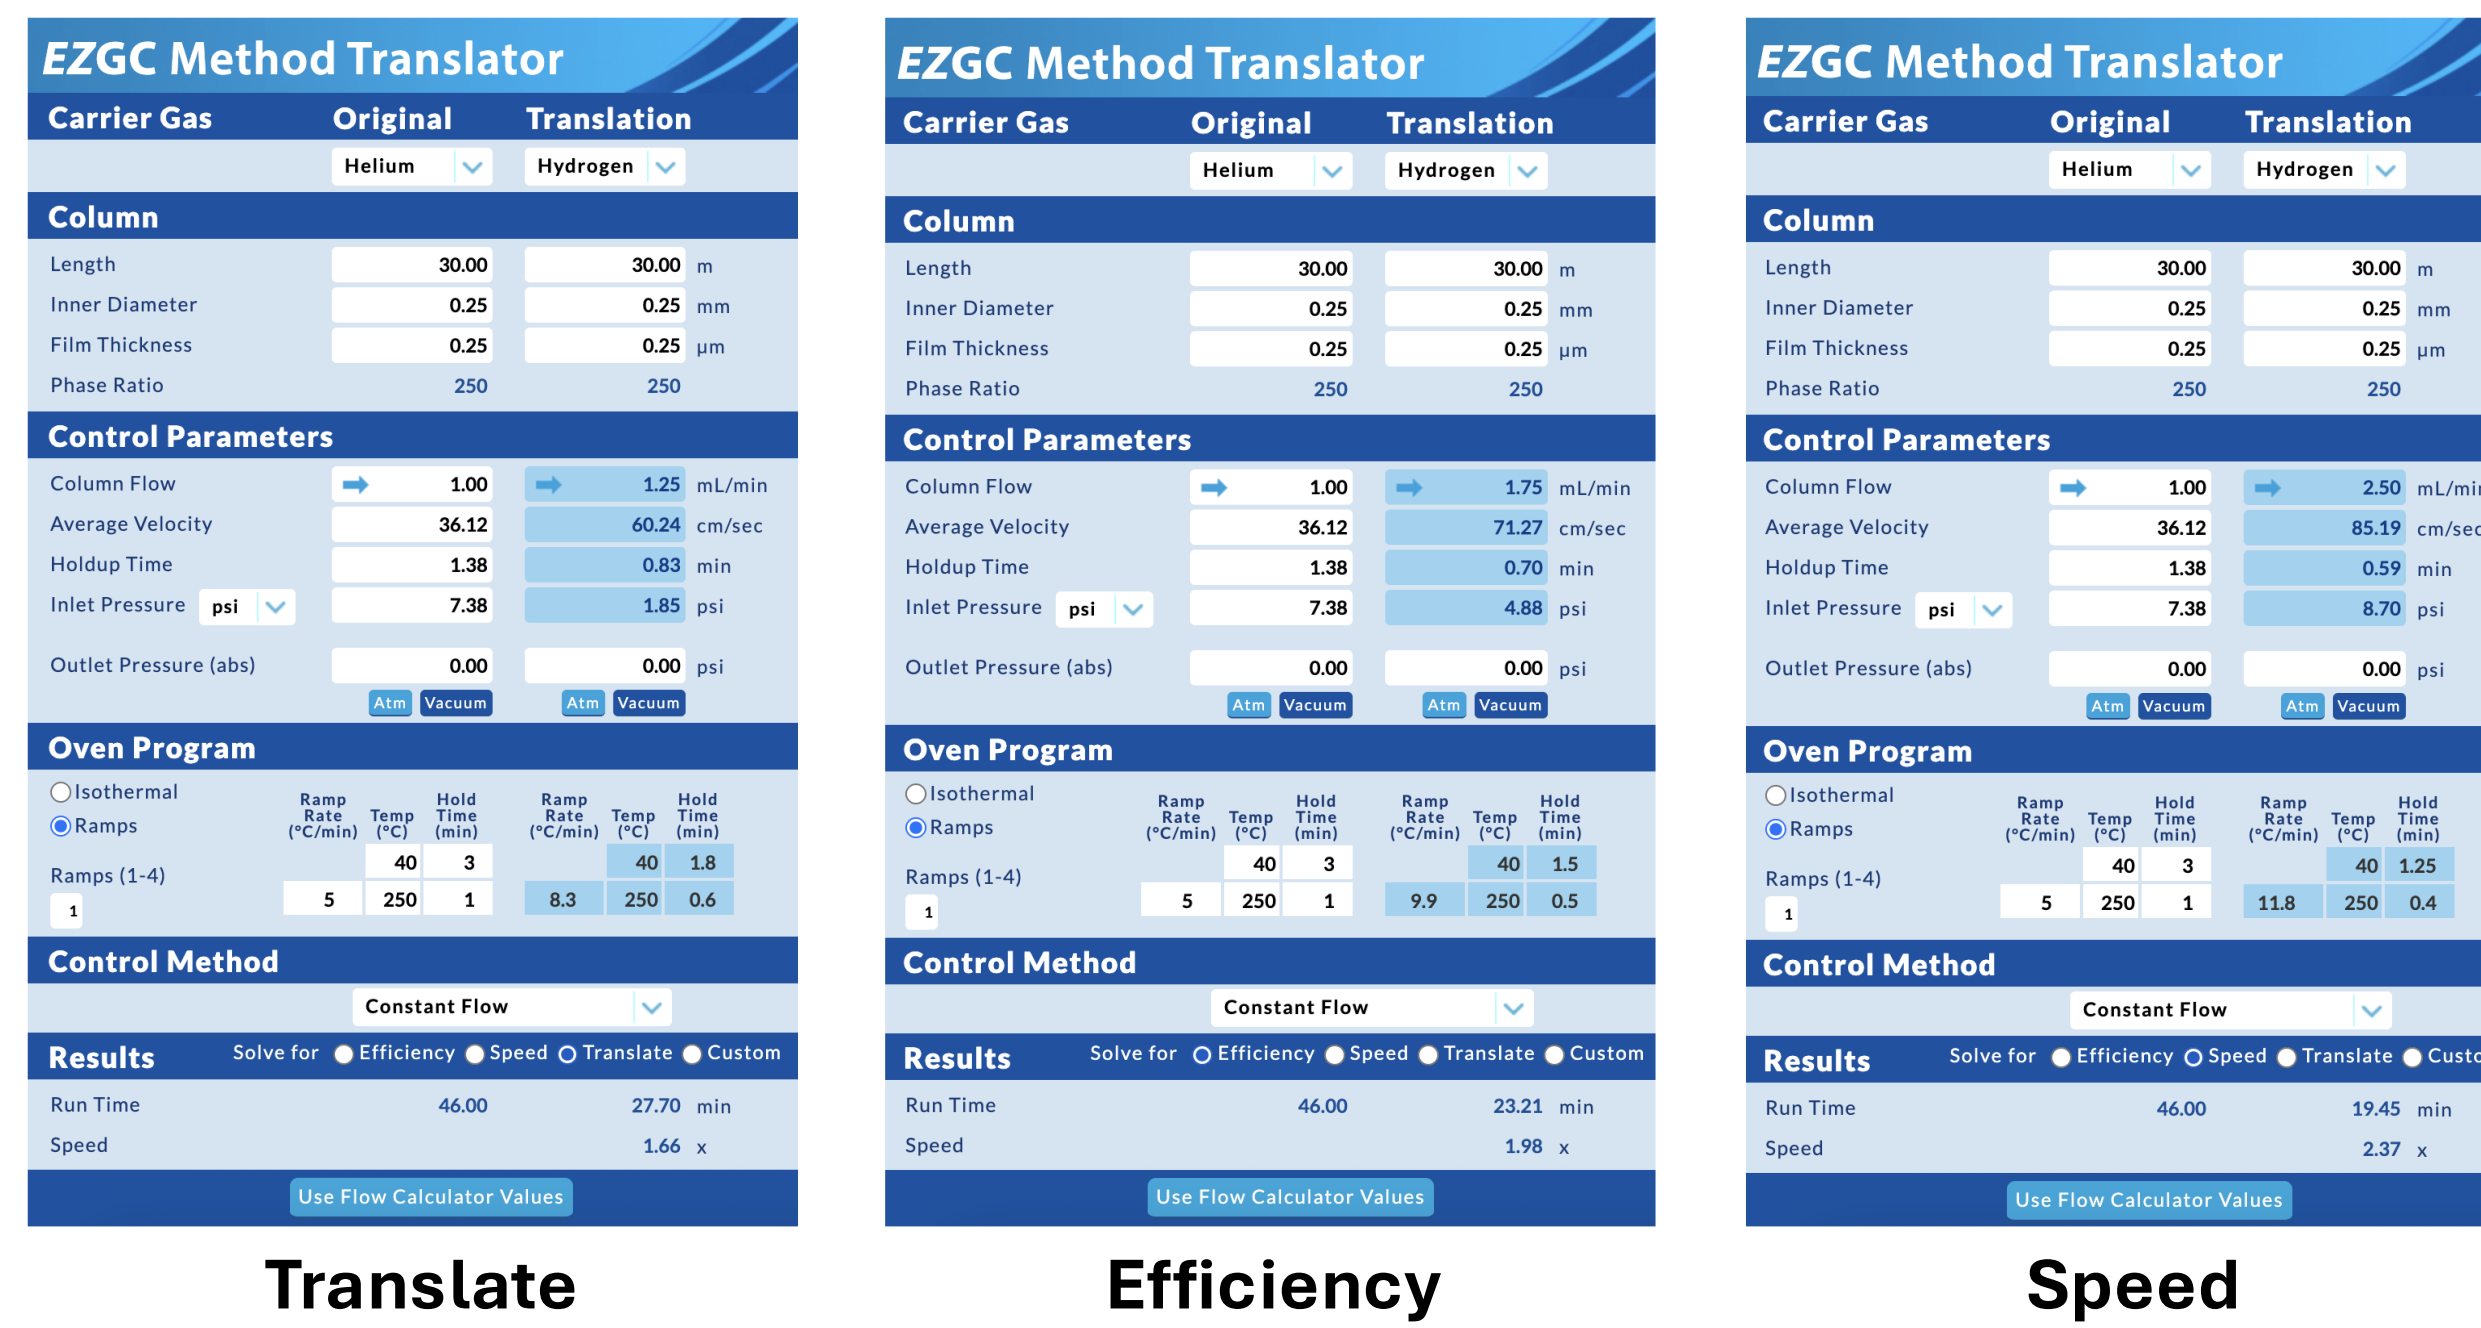 EZGC Method Translator
Carrier Gas Original Translation
Helium Hydrogen
Column
Length 30.00 30.00 m
Inner Diameter 0.25 0.25 mm
Film Thickness 0.25 0.25 µm
Phase Ratio 250 250
Control Parameters
Column Flow 1.00 1.25 mL/min
Average Velocity 36.12 60.24 cm/sec
Holdup Time 1.38 0.83 min
Inlet Pressure psi 7.38 1.85 psi
Outlet Pressure (abs) 0.00 0.00 psi
Atm Vacuum Atm Vacuum
Oven Program
Isothermal
Ramps
Ramps (1-4)
1
Ramp Rate (°C/min) Temp (°C) Hold Time (min) Ramp Rate (°C/min) Temp (°C) Hold Time (min)
40 3 40 1.8
5 250 1 8.3 250 0.6
Control Method
Constant Flow
Results Solve for Efficiency Speed Translate Custom
Run Time 46.00 27.70 min
Speed 1.66 x
Use Flow Calculator Values
Translate
EZGC Method Translator
Carrier Gas Original Translation
Helium Hydrogen
Column
Length 30.00 30.00 m
Inner Diameter 0.25 0.25 mm
Film Thickness 0.25 0.25 µm
Phase Ratio 250 250
Control Parameters
Column Flow 1.00 1.75 mL/min
Average Velocity 36.12 71.27 cm/sec
Holdup Time 1.38 0.70 min
Inlet Pressure psi 7.38 4.88 psi
Outlet Pressure (abs) 0.00 0.00 psi
Atm Vacuum Atm Vacuum
Oven Program
Isothermal
Ramps
Ramps (1-4)
1
Ramp Rate (°C/min) Temp (°C) Hold Time (min) Ramp Rate (°C/min) Temp (°C) Hold Time (min)
40 3 40 1.5
5 250 1 9.9 250 0.5
Control Method
Constant Flow
Results Solve for Efficiency Speed Translate Custom
Run Time 46.00 23.21 min
Speed 1.98 x
Use Flow Calculator Values
Efficiency
EZGC Method Translator
Carrier Gas Original Translation
Helium Hydrogen
Column
Length 30.00 30.00 m
Inner Diameter 0.25 0.25 mm
Film Thickness 0.25 0.25 µm
Phase Ratio 250 250
Control Parameters
Column Flow 1.00 2.50 mL/mi
Average Velocity 36.12 85.19 cm/sec
Holdup Time 1.38 0.59 min
Inlet Pressure psi 7.38 8.70 psi
Outlet Pressure (abs) 0.00 0.00 psi
Atm Vacuum Atm Vacuum
Oven Program
Isothermal
Ramps
Ramps (1-4)
1
Ramp Rate (°C/min) Temp (°C) Hold Time (min) Ramp Rate (°C/min) Temp (°C) Hold Time (min)
40 3 40 1.25
5 250 1 11.8 250 0.4
Control Method
Constant Flow
Results Solve for Efficiency Speed Translate Custo
Run Time 46.00 19.45 min
Speed 2.37 x
Use Flow Calculator Values
Speed